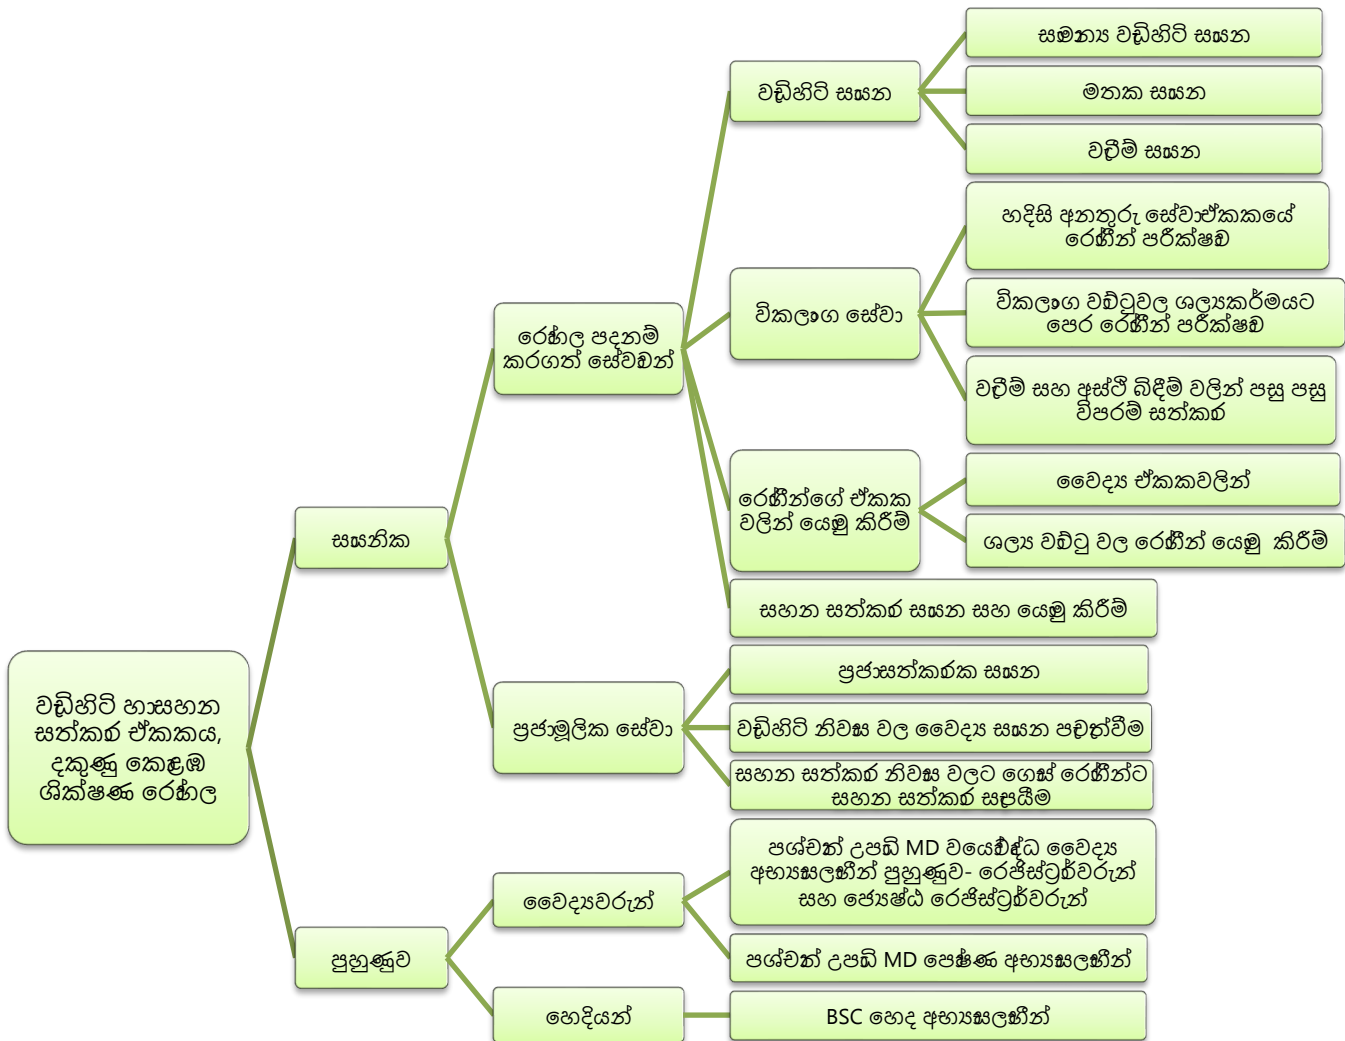 වැඩිහිටි හා සහන
සත්කාර ඒකකය,
දකුණු කොළඹ
ශික්ෂණ රෝහල
සායනික
රෝහල පදනම්
කරගත් සේවාවන්
වැඩිහිටි සායන
සාමාන්‍ය වැඩිහිටි සායන
මතක සායන
වැටීම් සායන
විකලාංග සේවා
හදිසි අනතුරු සේවා ඒකකයේ
රෝගීන් පරීක්ෂාව
විකලාංග වාට්ටුවල ශල්‍යකර්මයට
පෙර රෝගීන් පරීක්ෂාව
වැටීම් සහ අස්ථි බිඳීම් වලින් පසු පසු
විපරම් සත්කාර
රෝගීන්ගේ ඒකක
වලින් යොමු කිරීම්
වෛද්‍ය ඒකකවලින්
ශල්‍ය වාට්ටු වල රෝගීන් යොමු කිරීම්
සහන සත්කාර සායන සහ යොමු කිරීම්
ප්‍රජාමූලික සේවා
ප්‍රජා සත්කාරක සායන
වැඩිහිටි නිවාස වල වෛද්‍ය සායන පැවැත්වීම
සහන සත්කාර නිවාස වලට ගොස් රෝගීන්ට
සහන සත්කාර සැපයීම
පුහුණුව
වෛද්‍යවරුන්
පශ්චාත් උපාධි MD වයෝවෘද්ධ වෛද්‍ය
අභ්‍යාසලාභීන් පුහුණුව- රෙජිස්ට්‍රාර්වරුන්
සහ ජ්‍යෙෂ්ඨ රෙජිස්ට්‍රාර්වරුන්
පශ්චාත් උපාධි MD පෝෂණ අභ්‍යාසලාභීන්
හෙදියන්
BSC හෙද අභ්‍යාසලාභීන්